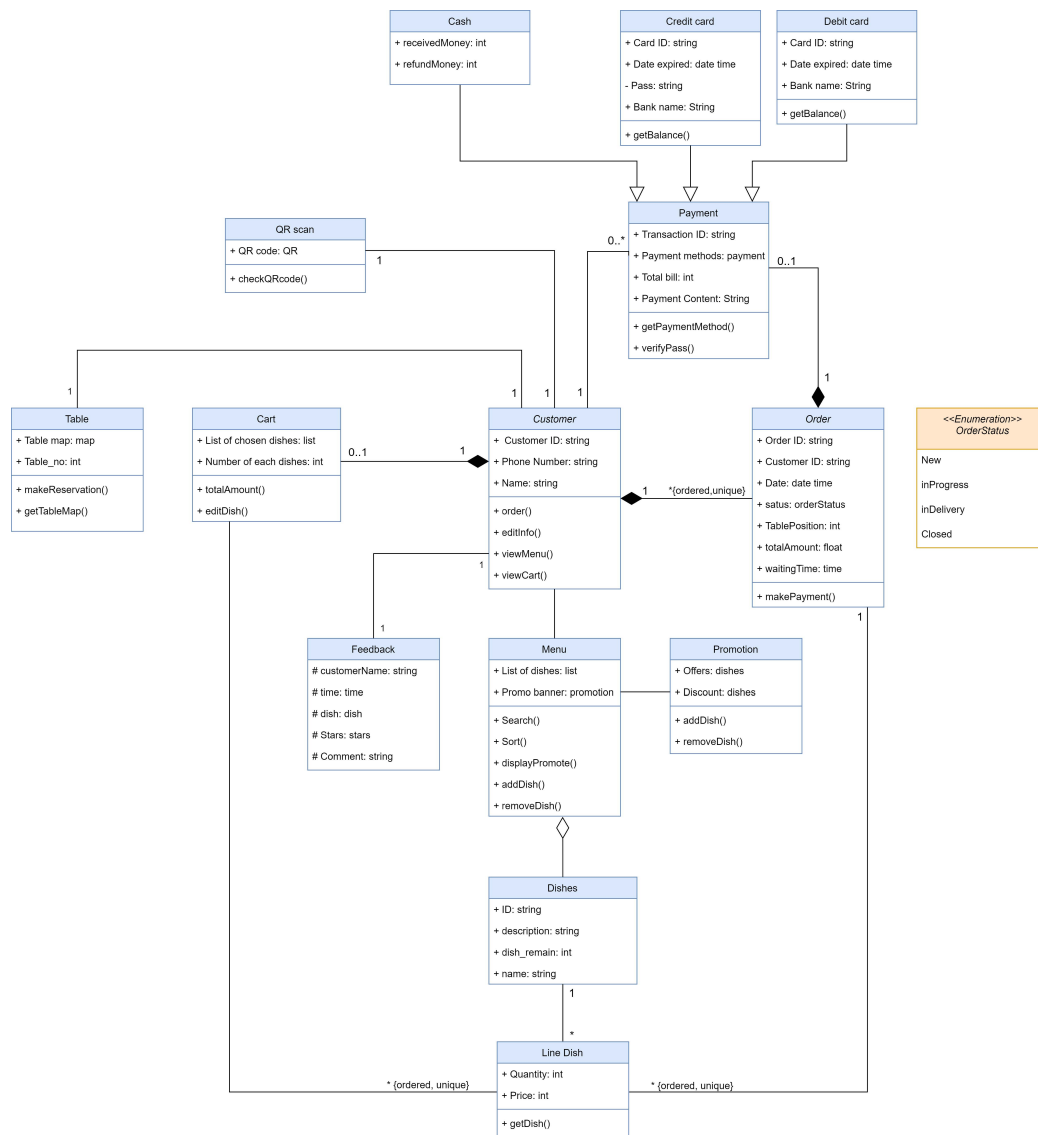 Cash
+ receivedMoney: int
+ refundMoney: int
Credit card
+ Card ID: string
+ Date expired: date time
- Pass: string
+ Bank name: String
+ getBalance()
Debit card
+ Card ID: string
+ Date expired: date time
+ Bank name: String
+ getBalance()
QR scan
+ QR code: QR
+ checkQRcode()
1
Payment
+ Transaction ID: string
+ Payment methods: payment
+ Total bill: int
+ Payment Content: String
+ getPaymentMethod()
+ verifyPass()
0..*
0..1
1
1
1
1
1
Table
+ Table map: map
+ Table_no: int
+ makeReservation()
+ getTableMap()
Cart
+ List of chosen dishes: list
+ Number of each dishes: int
+ totalAmount()
+ editDish()
0..1
1
Customer
+ Customer ID: string
+ Phone Number: string
+ Name: string
+ order()
+ editInfo()
+ viewMenu()
+ viewCart()
1
*{ordered,unique}
Order
+ Order ID: string
+ Customer ID: string
+ Date: date time
+ satus: orderStatus
+ TablePosition: int
+ totalAmount: float
+ waitingTime: time
+ makePayment()
<<Enumeration>>
OrderStatus
New
inProgress
inDelivery
Closed
1
1
1
Feedback
# customerName: string
# time: time
# dish: dish
# Stars: stars
# Comment: string
Menu
+ List of dishes: list
+ Promo banner: promotion
+ Search()
+ Sort()
+ displayPromote()
+ addDish()
+ removeDish()
Promotion
+ Offers: dishes
+ Discount: dishes
+ addDish()
+ removeDish()
Dishes
+ ID: string
+ description: string
+ dish_remain: int
+ name: string
1
*
Line Dish
+ Quantity: int
+ Price: int
+ getDish()
* {ordered, unique}
* {ordered, unique}